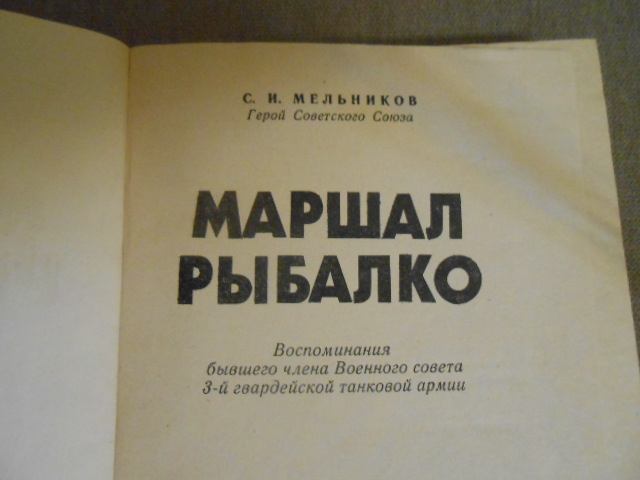 С. И. МЕЛЬНИКОВ
Герой Советского Союза
МАРШАЛ
РЫБАЛКО
Воспоминания
бывшего члена Военного совета
3-й гвардейской танковой армии